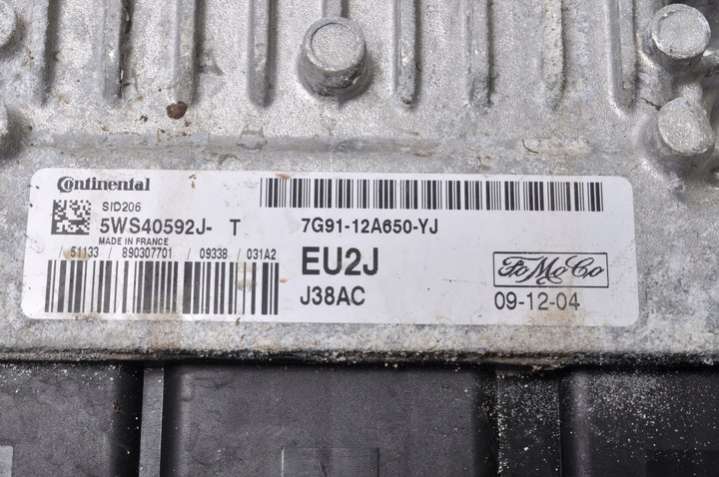 Continental
SID206
5WS40592J- T
MADE IN FRANCE
/ 51133 / 890307701 / 09338 / 031A2
7G91-12A650-YJ
EU2J
J38AC
FoMoCo
09-12-04